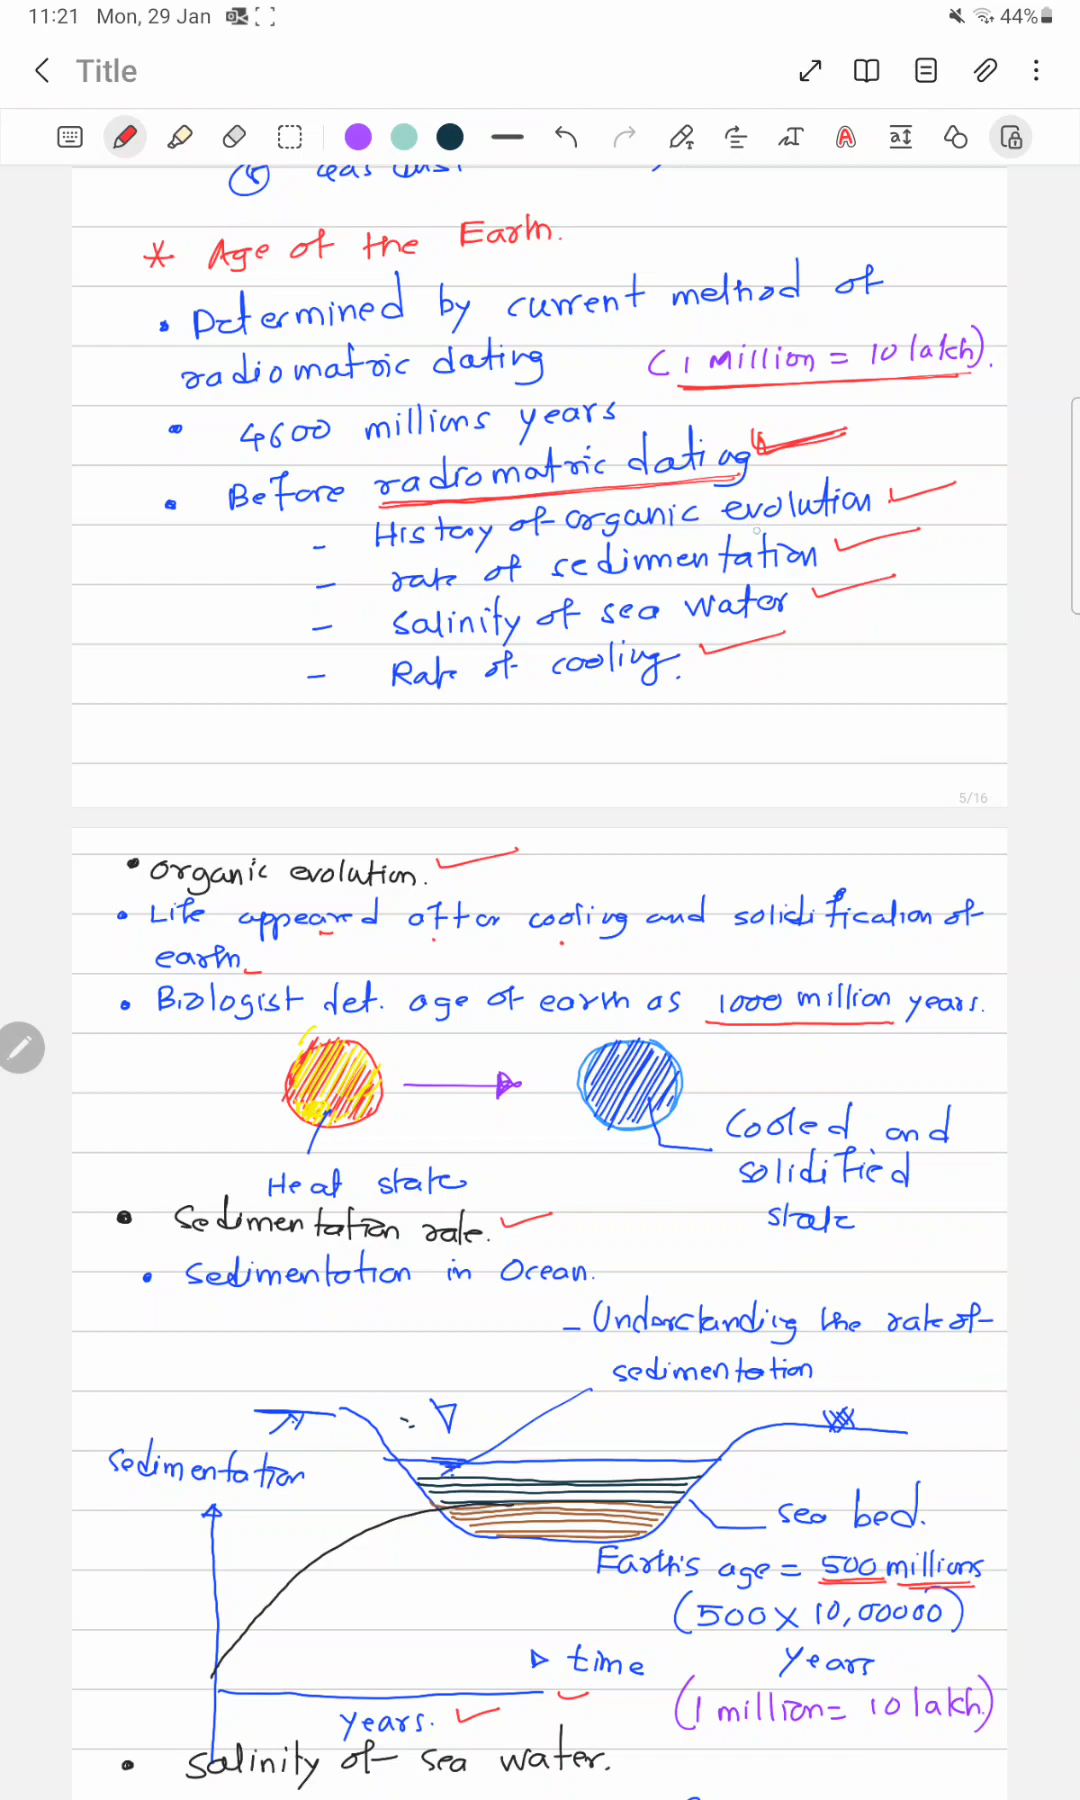 11:21 Mon, 29 Jan
44%
Title
* Age of the Earth.
• Determined by current method of
radiomatric dating
(1 Million = 10 lakh).
• 4600 millions years
• Before radiomatric dating
- History of organic evolution
- rate of sedimentation
- Salinity of sea water
- Rate of cooling.
5/16
• Organic evolution.
• Life appeared after cooling and solidification of
earth
• Biologist det. age of earth as 1000 million years.
Heat state
Cooled and
solidified
state
• Sedimentation rate.
• Sedimentation in Ocean.
- Understanding the rate of
sedimentation
Sedimentation
Sea bed.
Earth's age = 500 millions
(500 X 10,00000)
years
time
(1 million = 10 lakh)
years.
• Salinity of sea water.